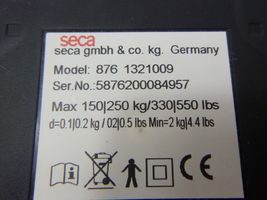 seca
seca gmbh & co. kg. Germany
Model: 876 1321009
Ser.No.:5876200084957
Max 150|250 kg/330|550 lbs
d=0.1|0.2 kg / 02|0.5 lbs Min=2 kg|4.4 lbs
CE